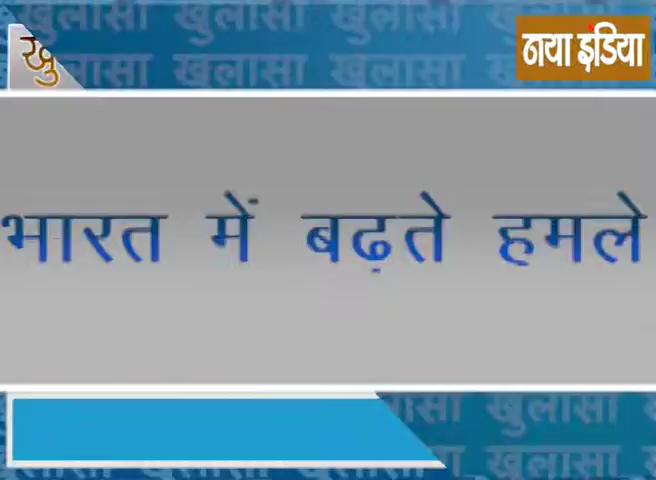 खुलासा खुलासा खुलासा
खु
नया इंडिया
लासा खुलासा खुलासा
भारत में बढ़ते हमले
सा खुलासा
खुलासा